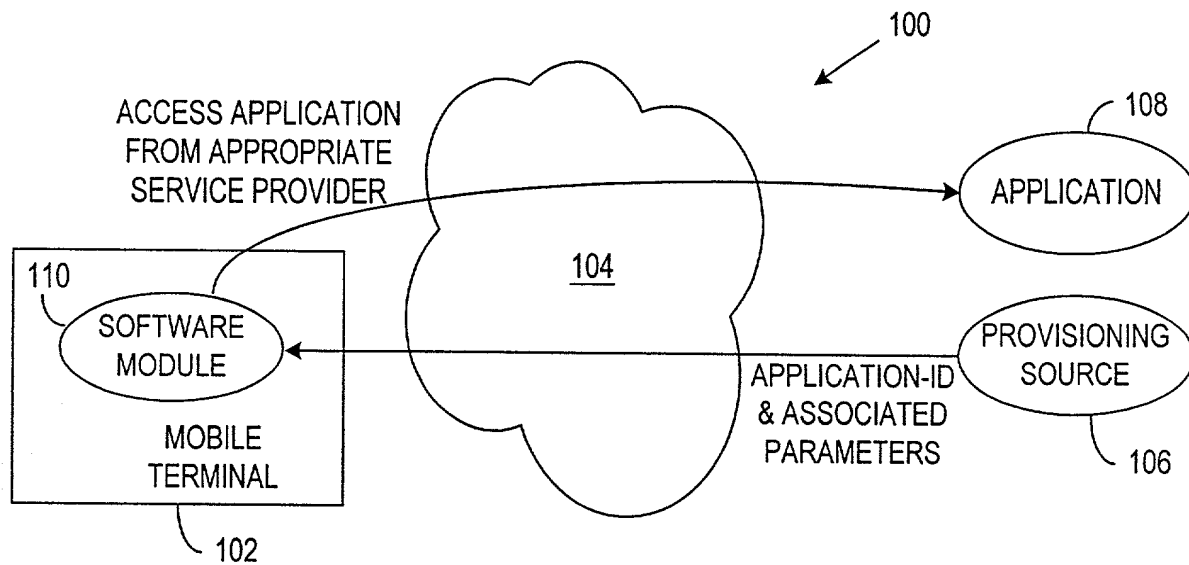 100
ACCESS APPLICATION
FROM APPROPRIATE
SERVICE PROVIDER
108
APPLICATION
104
110
SOFTWARE
MODULE
PROVISIONING
SOURCE
APPLICATION-ID
& ASSOCIATED
PARAMETERS
MOBILE
TERMINAL
106
102